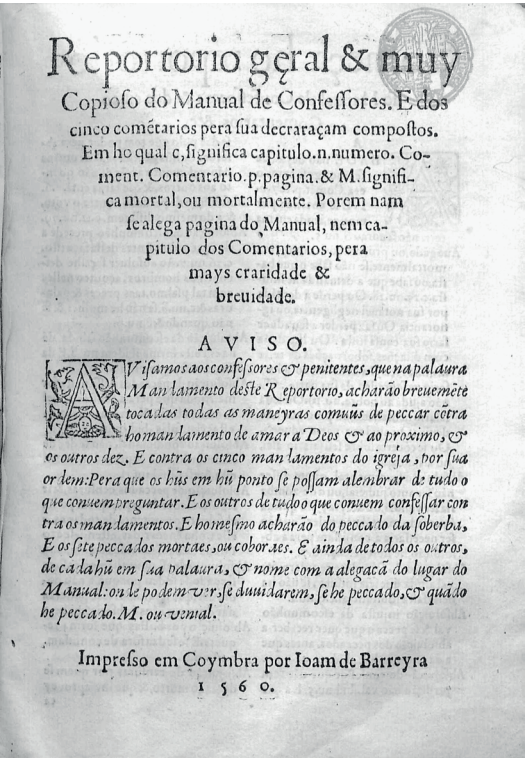 Reportorio gęral & muy
Copioſo do Manual de Confeſſores. E dos
cinco comẽtarios pera ſua decraraçam compoſtos.
Em ho qual c, ſignifica capitulo. n. numero. Co-
ment. Comentario. p. pagina. & M. ſignifi-
ca mortal, ou mortalmente. Porem nam
ſe alega pagina do Manual, nem ca-
pitulo dos Comentarios, pera
mays craridade &
breuidade.
AVISO.
AViſamos aos confeſſores & penitentes, que na palaura
Mandamento deſte Reportorio, acharão breuemẽte
tocadas todas as maneyras comuũs de peccar cõtra
ho mandamento de amar a Deos & ao proximo, &
os outros dez. E contra os cinco mandamentos do igreja, por ſua
ordem: Pera que os hũs em hũ ponto ſe poſſam alembrar de tudo o
que conuem preguntar. E os outros de tudo o que conuem confeſſar con
tra os mandamentos. E ho meſmo acharão do peccado da ſoberba,
E os ſete peccados mortaes, ou coboraes. E ainda de todos os outros,
de cada hũ em ſua palaura, & nome com a alegacã do lugar do
Manual: onde podem ver, ſe duuidarem, ſe he peccado, & quãdo
he peccado. M. ou venial.
Impreſſo em Coymbra por Ioam de Barreyra
1560.